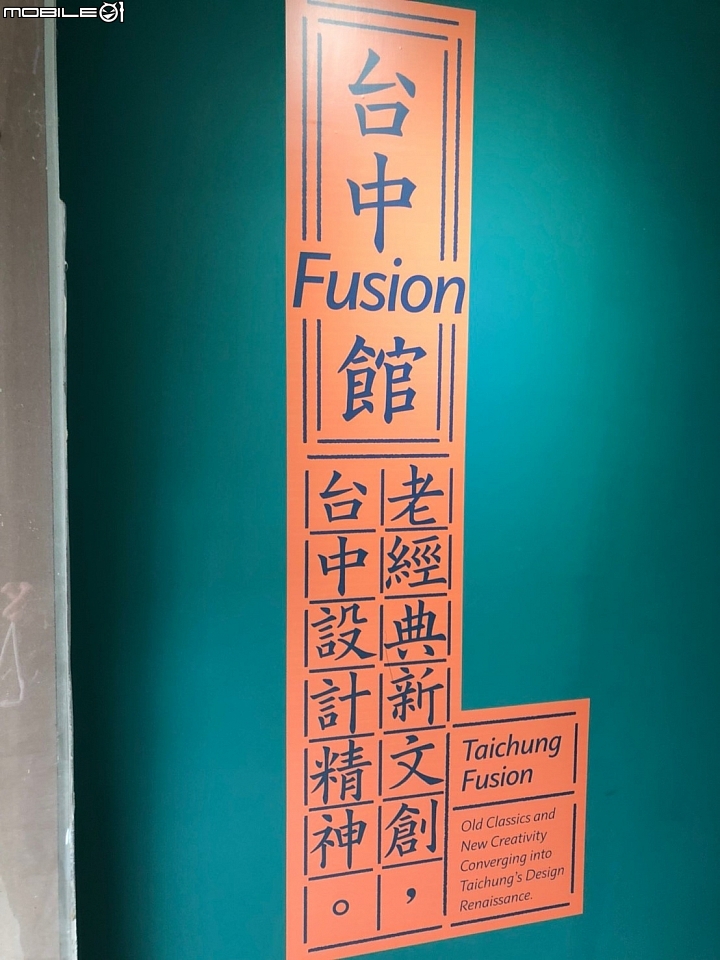 MOBILE01
台中
Fusion
館
老經典新文創，
台中設計精神。
Taichung
Fusion
Old Classics and
New Creativity
Converging into
Taichung's Design
Renaissance.